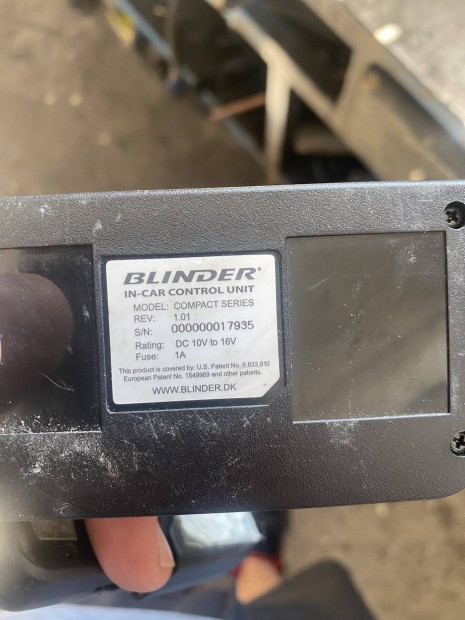 BLINDER®
IN-CAR CONTROL UNIT
MODEL: COMPACT SERIES
REV: 1.01
S/N: 000000017935
Rating: DC 10V to 16V
Fuse: 1A
This product is covered by: U.S. Patent No. 6,833,910
European Patent No. 1549969 and other patents.
WWW.BLINDER.DK